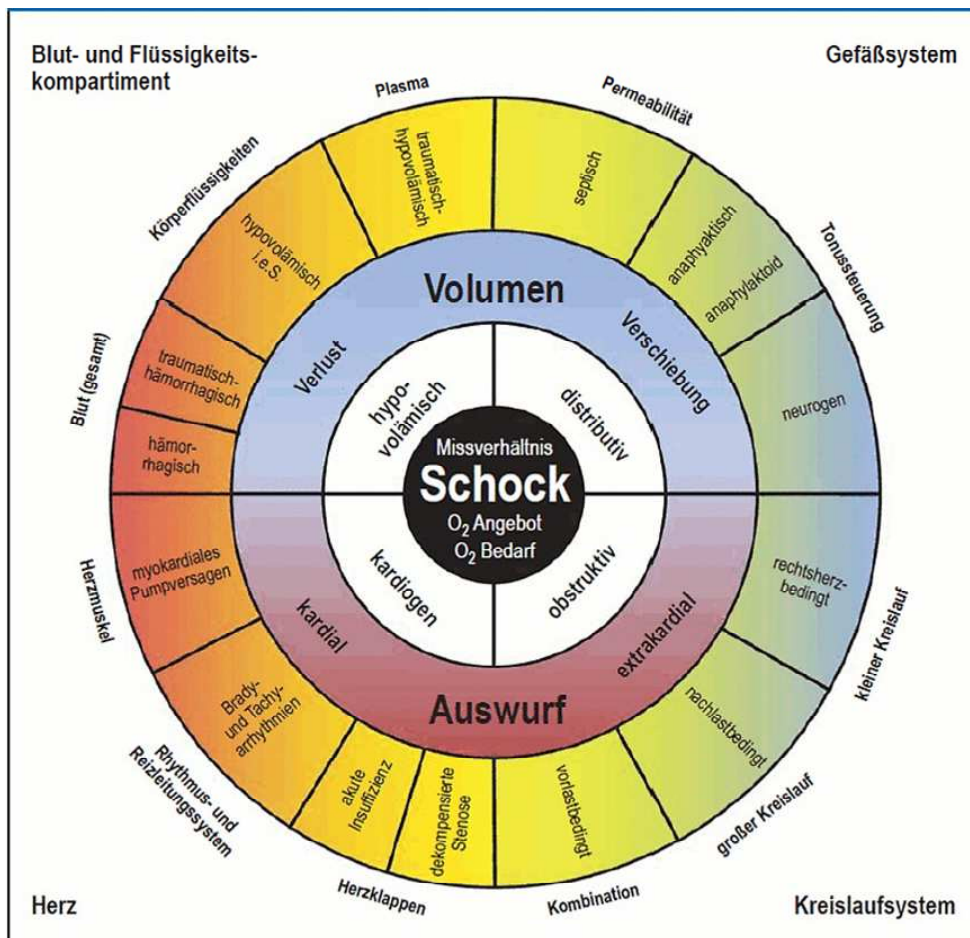 Blut- und Flüssigkeits-
kompartiment
Gefäßsystem
Plasma
Permeabilität
Körperflüssigkeiten
Tonussteuerung
Blut (gesamt)
traumatisch-
hypovolämisch
septisch
hypovolämisch
i.e.S.
anaphyaktisch
anaphylaktoid
traumatisch-
hämorrhagisch
neurogen
hämor-
rhagisch
Volumen
Verlust
Verschiebung
hypo-
volämisch
distributiv
Missverhältnis
Schock
O₂ Angebot
O₂ Bedarf
kardiogen
obstruktiv
kardial
extrakardial
Auswurf
myokardiales
Pumpversagen
rechtsherz-
bedingt
Brady-
und Tachy-
arrhythmien
nachlastbedingt
akute
Insuffizienz
dekompensierte
Stenose
vorlastbedingt
Herzmuskel
kleiner Kreislauf
Rhythmus- und
Reizleitungssystem
großer Kreislauf
Herzklappen
Kombination
Herz
Kreislaufsystem